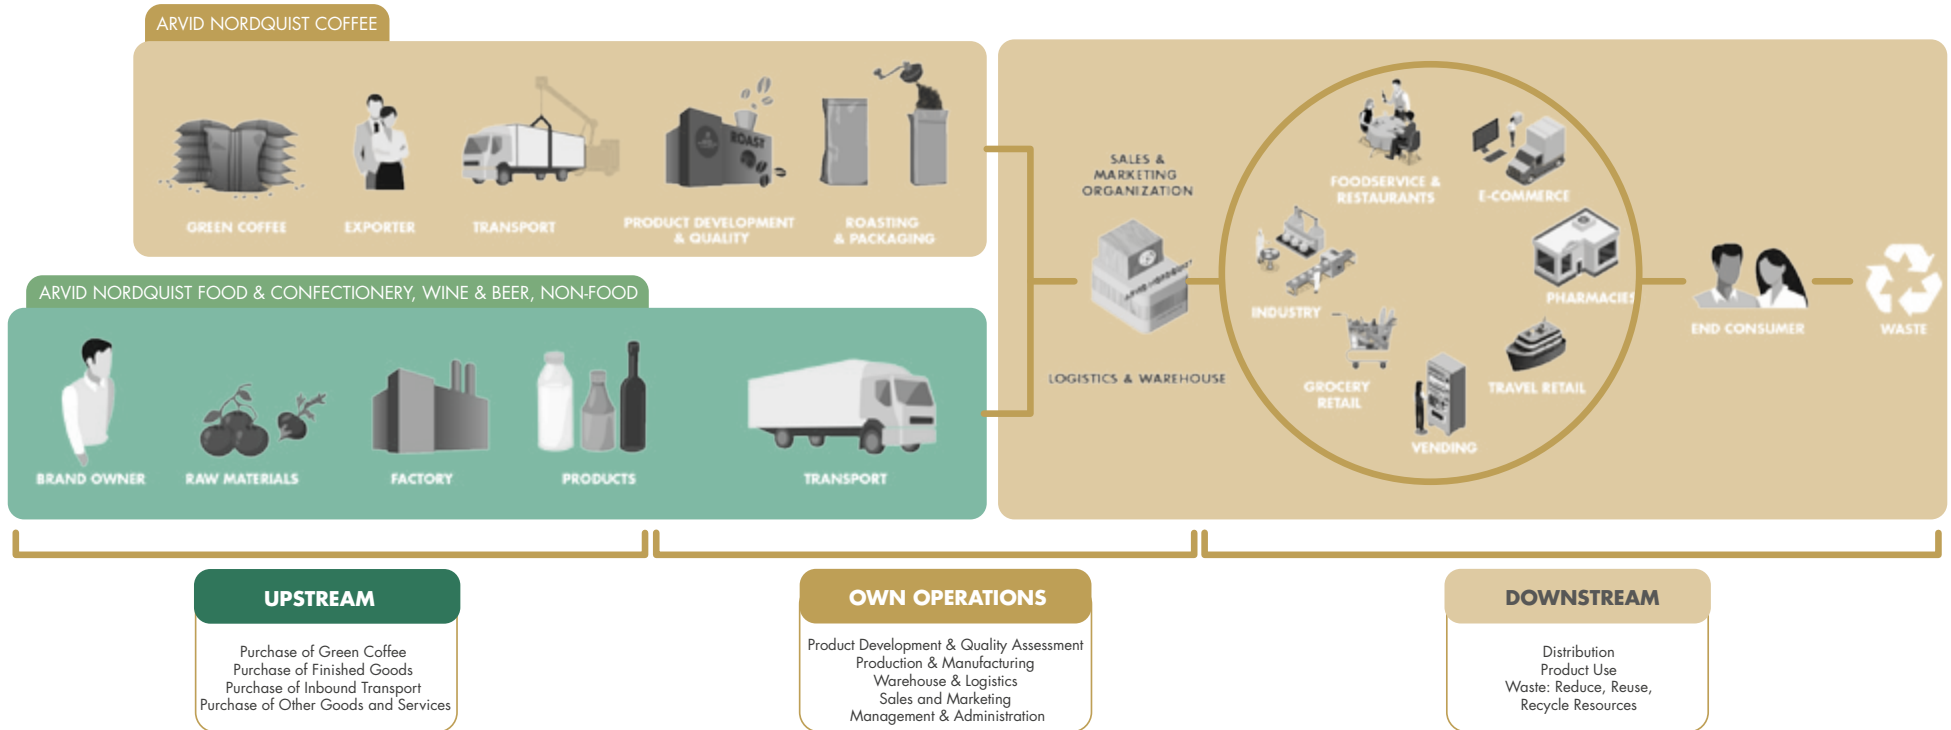 ARVID NORDQUIST COFFEE
GREEN COFFEE
EXPORTER
TRANSPORT
ROAST
PRODUCT DEVELOPMENT
& QUALITY
ROASTING
& PACKAGING
ARVID NORDQUIST FOOD & CONFECTIONERY, WINE & BEER, NON-FOOD
BRAND OWNER
RAW MATERIALS
FACTORY
PRODUCTS
TRANSPORT
SALES &
MARKETING
ORGANIZATION
ARVID NORDQUIST
LOGISTICS & WAREHOUSE
FOODSERVICE &
RESTAURANTS
E-COMMERCE
INDUSTRY
PHARMACIES
GROCERY
RETAIL
TRAVEL RETAIL
VENDING
END CONSUMER
WASTE
UPSTREAM
Purchase of Green Coffee
Purchase of Finished Goods
Purchase of Inbound Transport
Purchase of Other Goods and Services
OWN OPERATIONS
Product Development & Quality Assessment
Production & Manufacturing
Warehouse & Logistics
Sales and Marketing
Management & Administration
DOWNSTREAM
Distribution
Product Use
Waste: Reduce, Reuse,
Recycle Resources